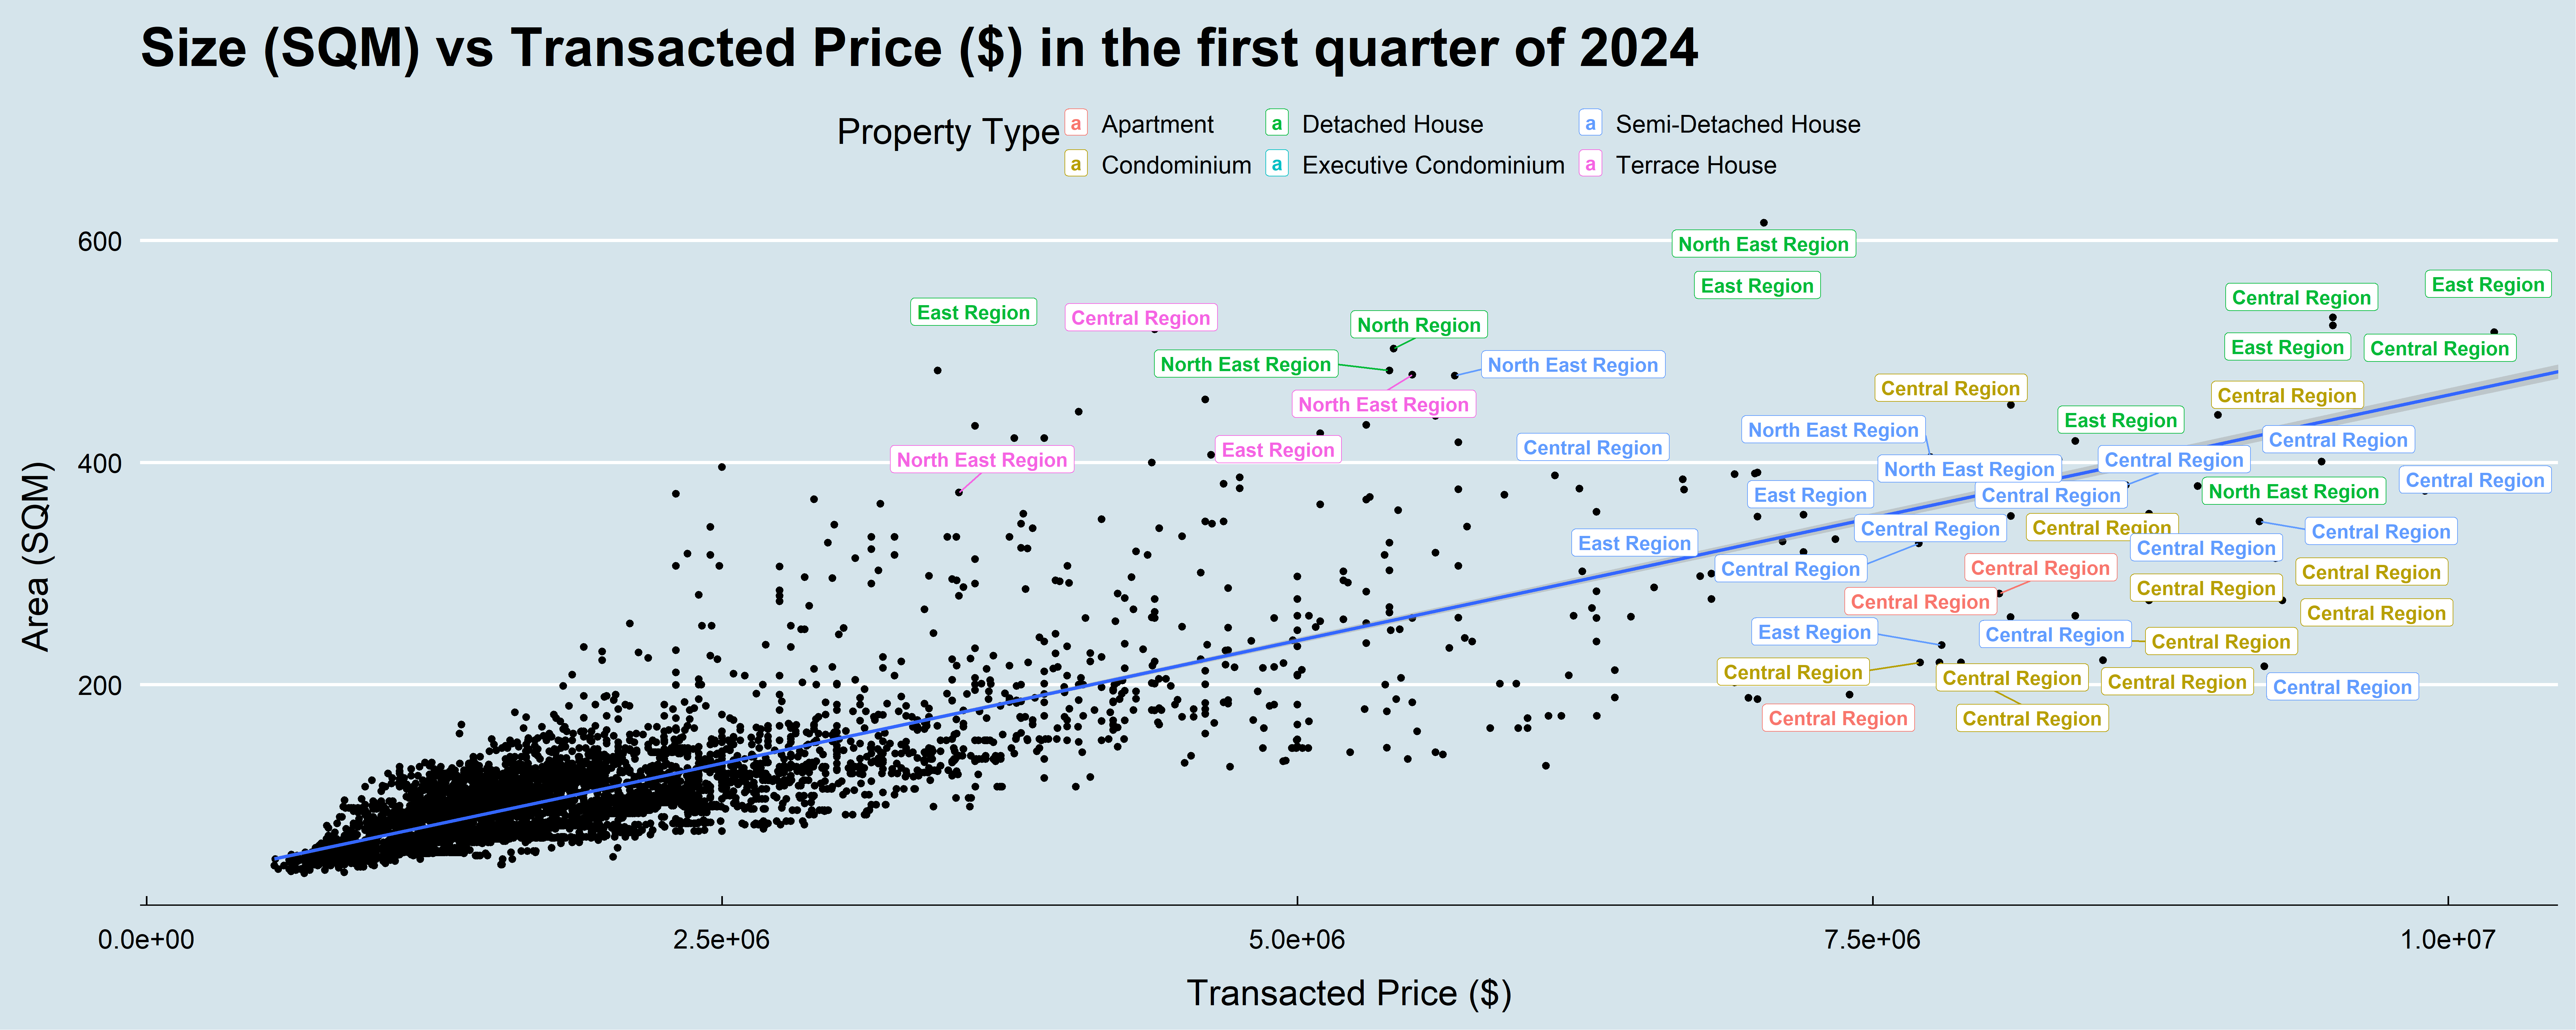 Size (SQM) vs Transacted Price ($) in the first quarter of 2024
Property Type
a Apartment
a Detached House
a Semi-Detached House
a Condominium
a Executive Condominium
a Terrace House
600
North East Region
East Region
East Region
Central Region
East Region
Central Region
North Region
East Region
Central Region
North East Region
North East Region
Central Region
Central Region
North East Region
East Region
North East Region
Central Region
Central Region
East Region
400
North East Region
Central Region
North East Region
Central Region
East Region
Central Region
North East Region
Central Region
Central Region
Central Region
Central Region
East Region
Central Region
Central Region
Central Region
Central Region
Central Region
Central Region
Central Region
East Region
Central Region
Central Region
200
Central Region
Central Region
Central Region
Central Region
Central Region
Central Region
Area (SQM)
0.0e+00
2.5e+06
5.0e+06
7.5e+06
1.0e+07
Transacted Price ($)